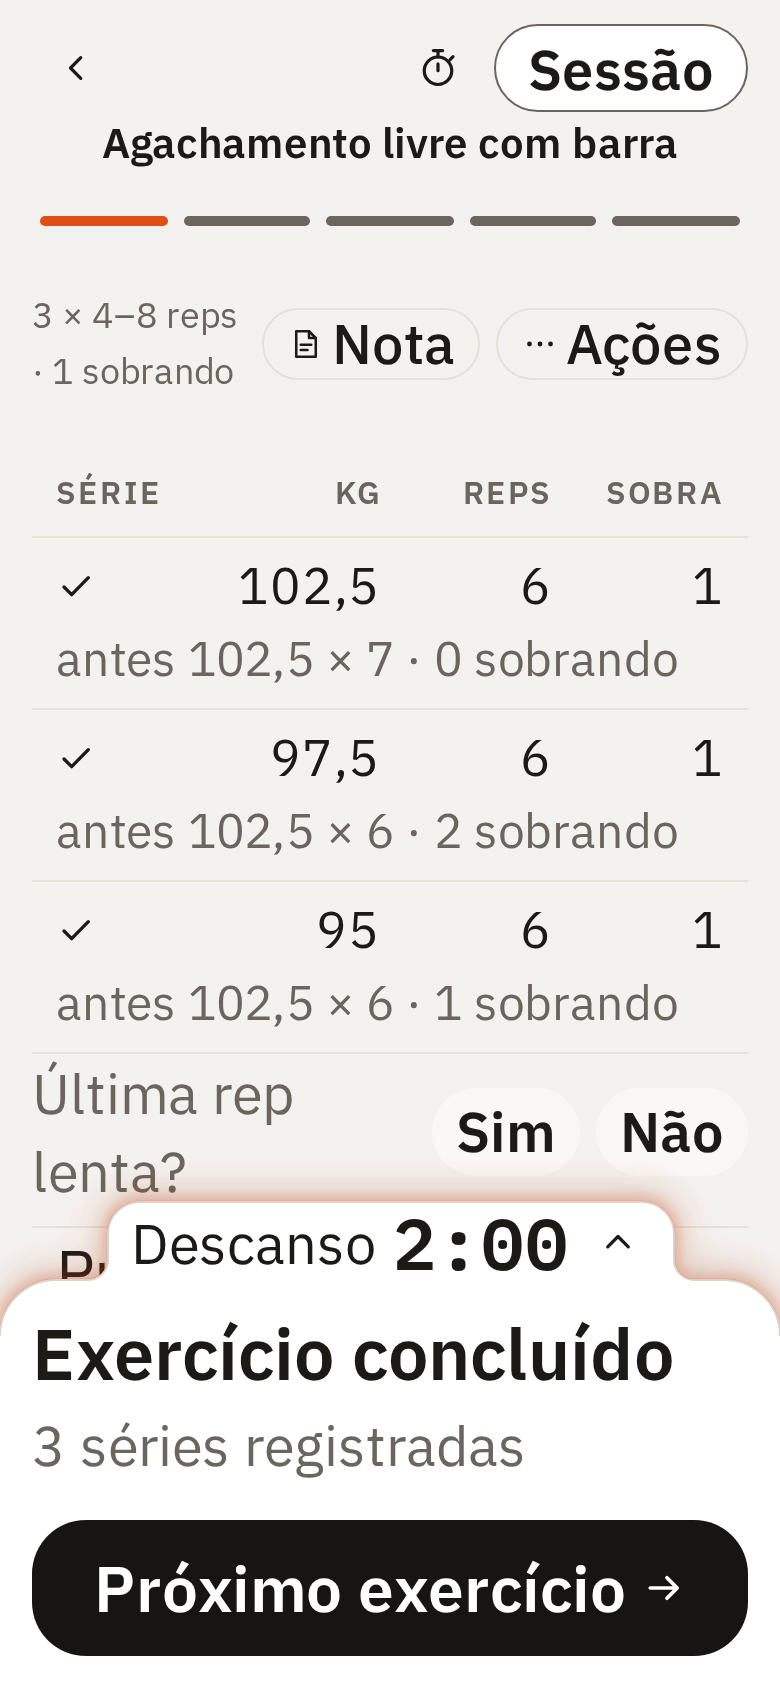 Sessão
Agachamento livre com barra
3 × 4–8 reps
· 1 sobrando
Nota
Ações
SÉRIE KG REPS SOBRA
102,5 6 1
antes 102,5 × 7 · 0 sobrando
97,5 6 1
antes 102,5 × 6 · 2 sobrando
95 6 1
antes 102,5 × 6 · 1 sobrando
Última rep
lenta?
Sim
Não
Descanso 2:00
Exercício concluído
3 séries registradas
Próximo exercício